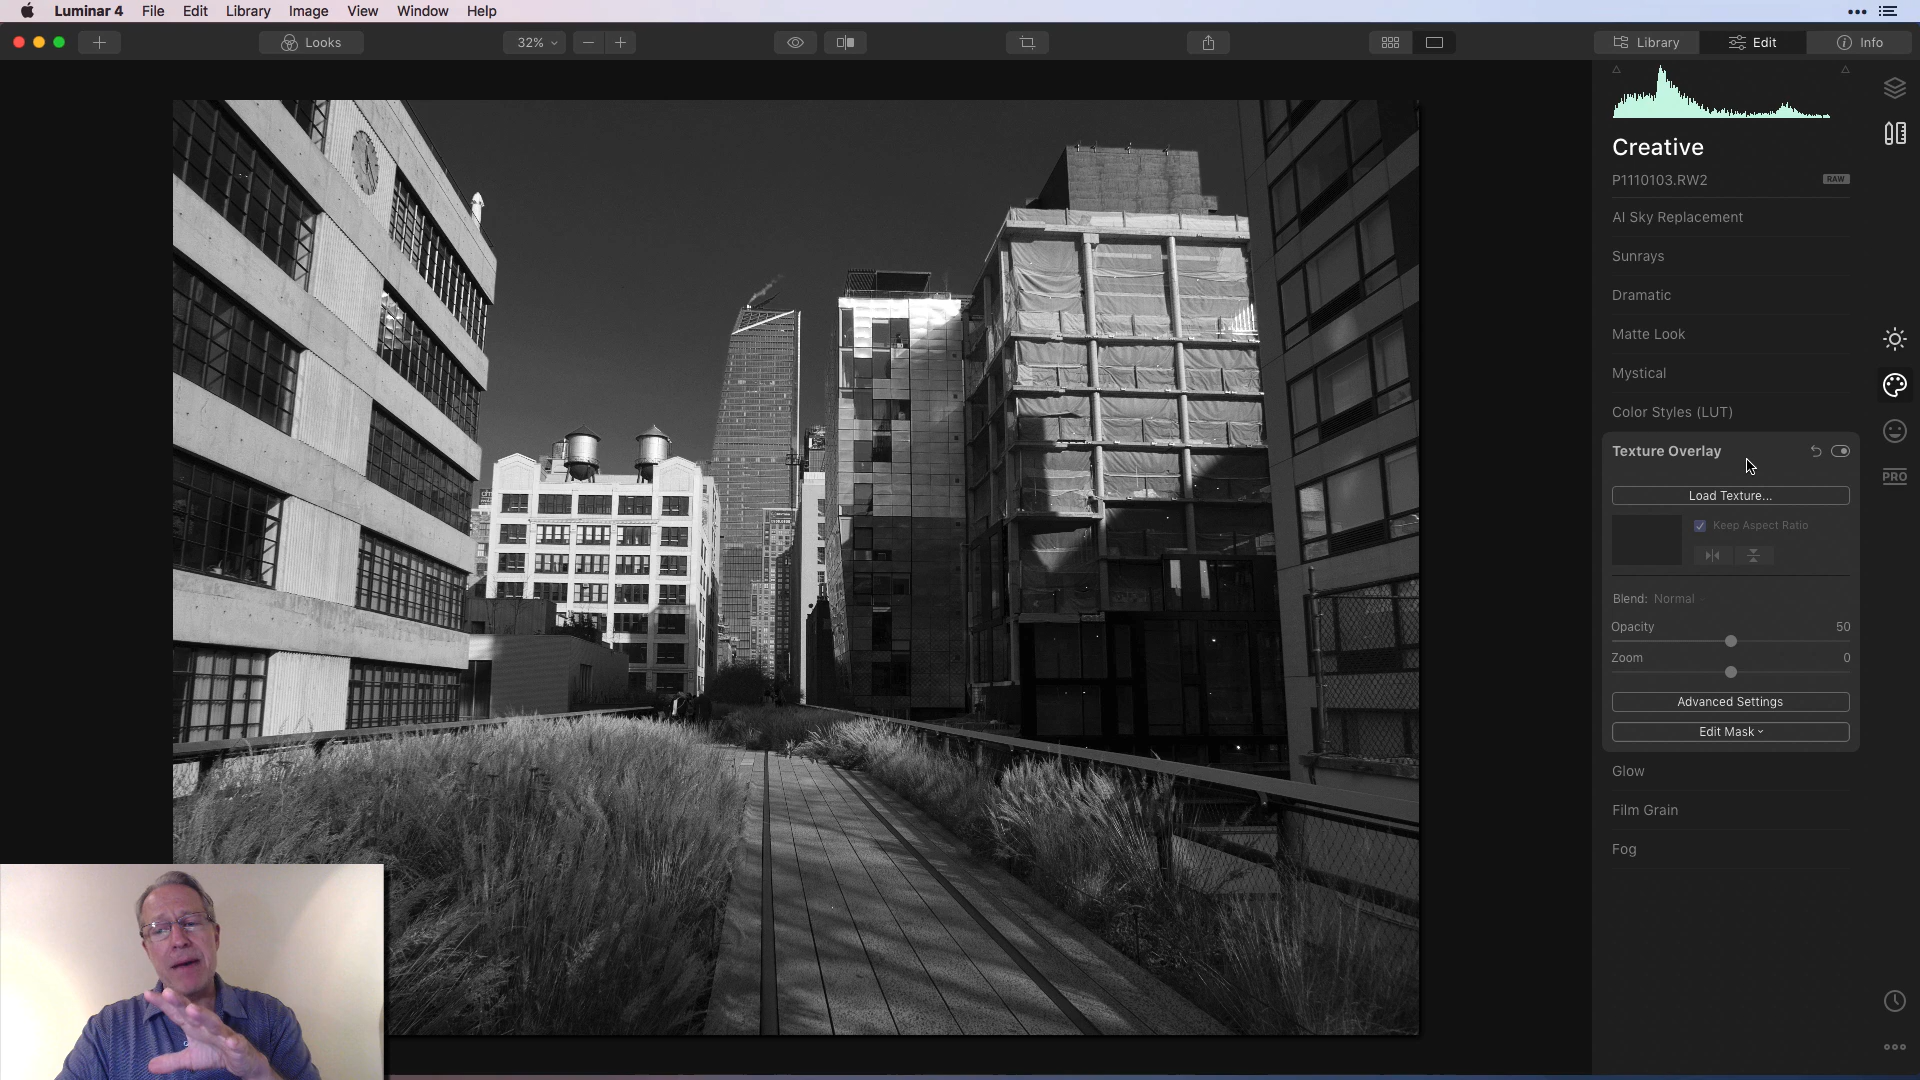 Luminar 4 File Edit Library Image View Window Help
Looks 32% Library Edit Info
Creative
P1110103.RW2 RAW
AI Sky Replacement
Sunrays
Dramatic
Matte Look
Mystical
Color Styles (LUT)
Texture Overlay
Load Texture...
Keep Aspect Ratio
PRO
Blend: Normal
Opacity 50
Zoom 0
Advanced Settings
Edit Mask
Glow
Film Grain
Fog